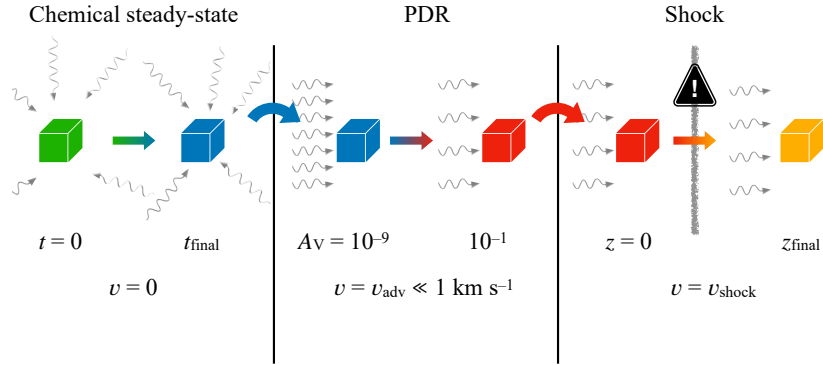 Chemical steady-state
PDR
Shock
!
t = 0
t_final
A_V = 10⁻⁹
10⁻¹
z = 0
z_final
v = 0
v = v_adv ≪ 1 km s⁻¹
v = v_shock